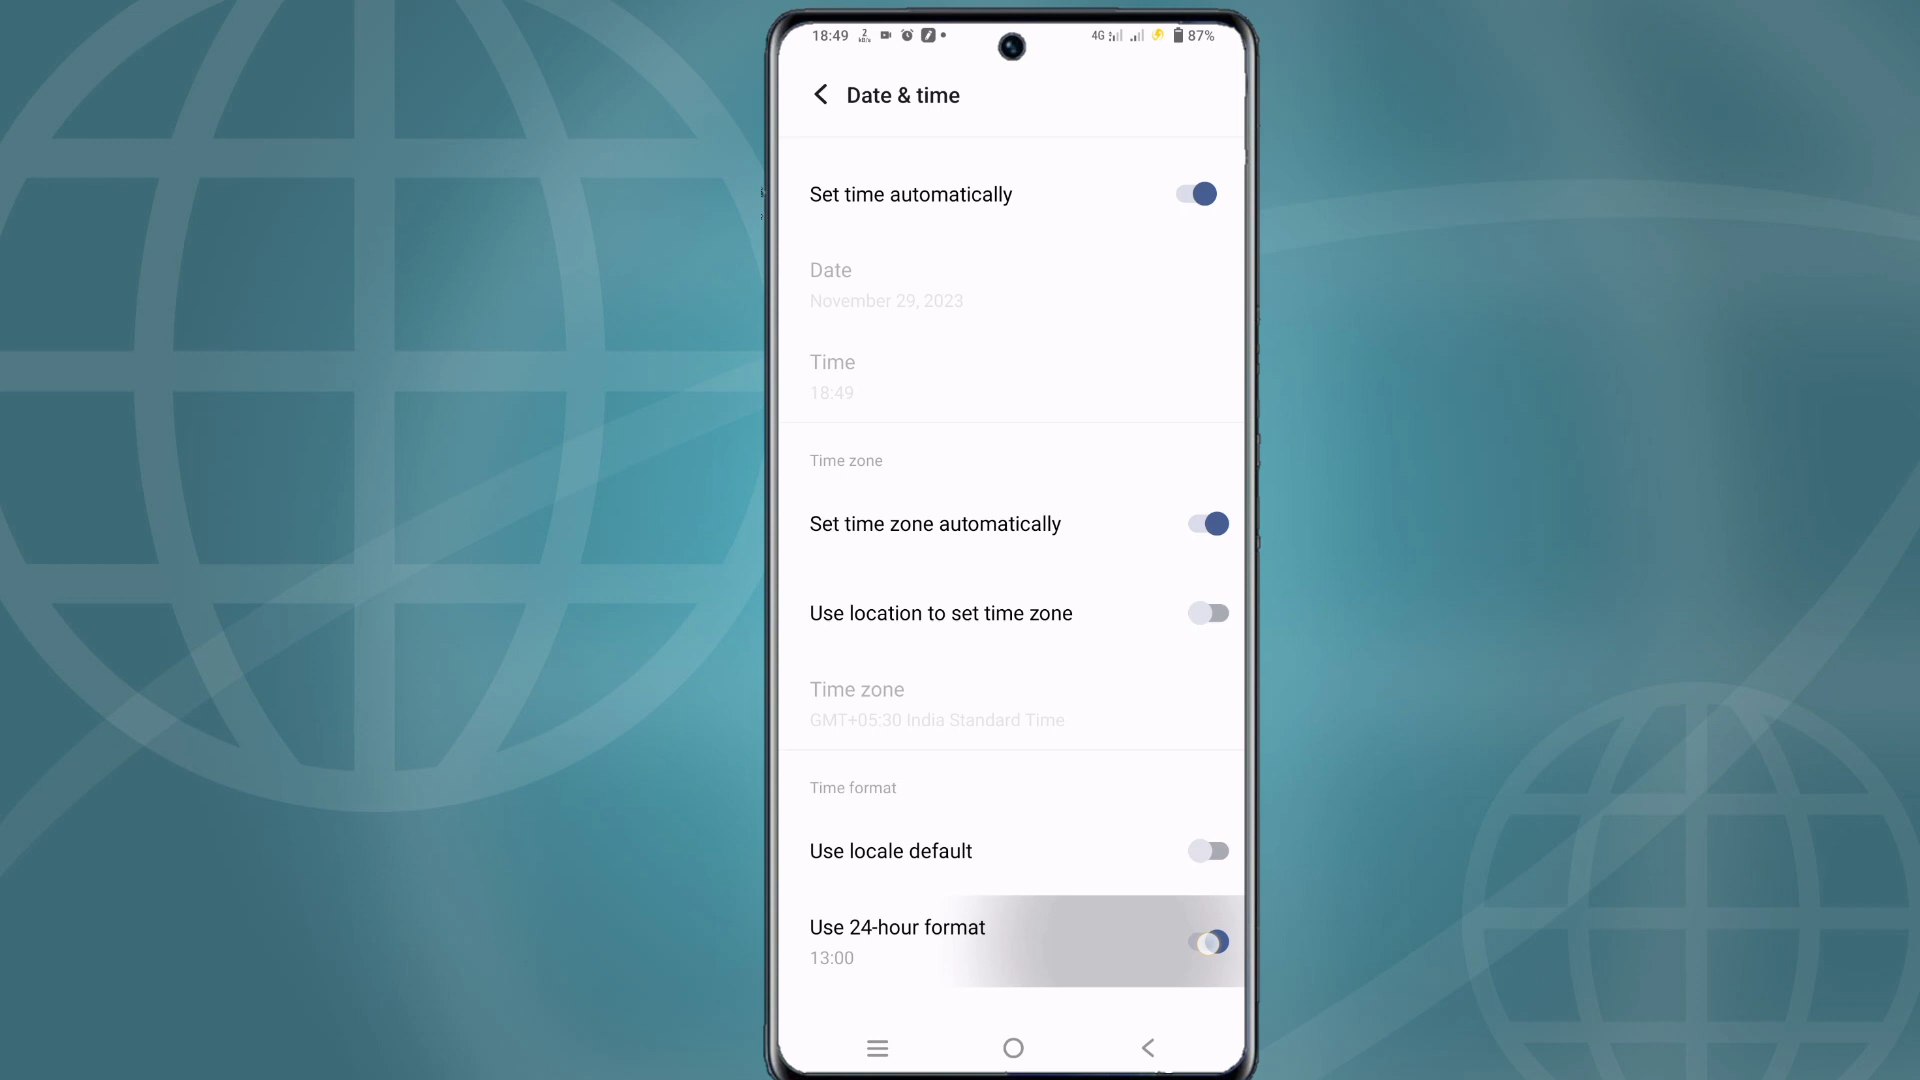 18:49 2 kB/s 4G 87%
Date & time
Set time automatically
Date
November 29, 2023
Time
18:49
Time zone
Set time zone automatically
Use location to set time zone
Time zone
GMT+05:30 India Standard Time
Time format
Use locale default
Use 24-hour format
13:00